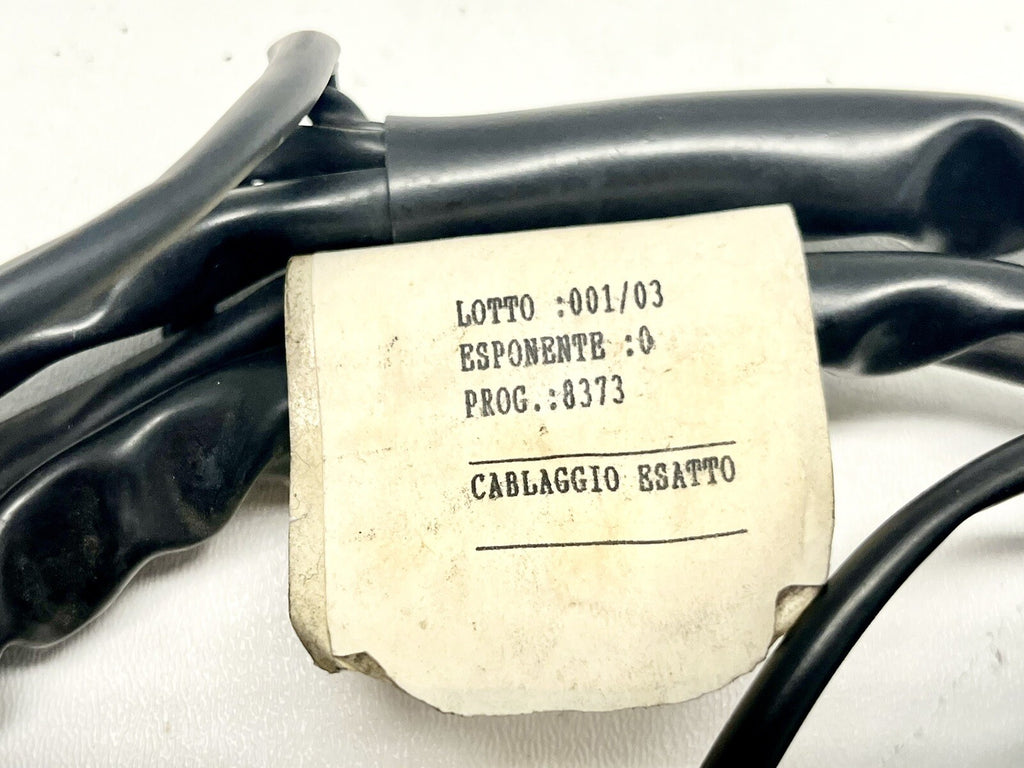 LOTTO :001/03
ESPONENTE :0
PROG.:8373
CABLAGGIO ESATTO